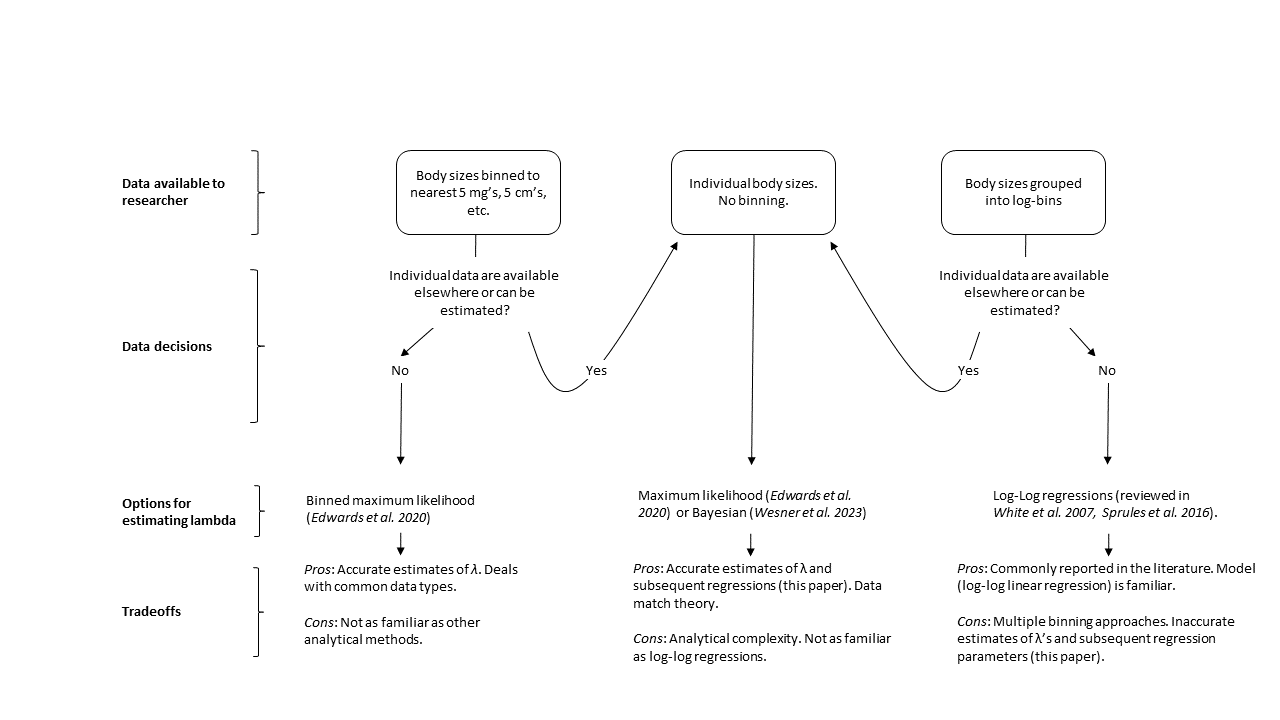 Data available to
researcher
Body sizes binned to
nearest 5 mg's, 5 cm's,
etc.
Individual body sizes.
No binning.
Body sizes grouped
into log-bins
Data decisions
Individual data are available
elsewhere or can be
estimated?
No
Yes
Individual data are available
elsewhere or can be
estimated?
Yes
No
Options for
estimating lambda
Binned maximum likelihood
(Edwards et al. 2020)
Maximum likelihood (Edwards et al.
2020) or Bayesian (Wesner et al. 2023)
Log-Log regressions (reviewed in
White et al. 2007, Sprules et al. 2016).
Tradeoffs
Pros: Accurate estimates of λ. Deals
with common data types.
Cons: Not as familiar as other
analytical methods.
Pros: Accurate estimates of λ and
subsequent regressions (this paper). Data
match theory.
Cons: Analytical complexity. Not as familiar
as log-log regressions.
Pros: Commonly reported in the literature. Model
(log-log linear regression) is familiar.
Cons: Multiple binning approaches. Inaccurate
estimates of λ's and subsequent regression
parameters (this paper).